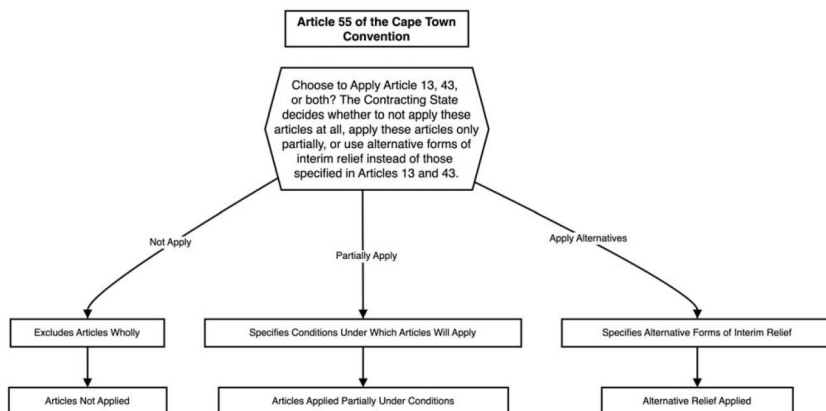 Article 55 of the Cape Town
Convention
Choose to Apply Article 13, 43,
or both? The Contracting State
decides whether to not apply these
articles at all, apply these articles only
partially, or use alternative forms of
interim relief instead of those
specified in Articles 13 and 43.
Not Apply
Partially Apply
Apply Alternatives
Excludes Articles Wholly
Specifies Conditions Under Which Articles Will Apply
Specifies Alternative Forms of Interim Relief
Articles Not Applied
Articles Applied Partially Under Conditions
Alternative Relief Applied